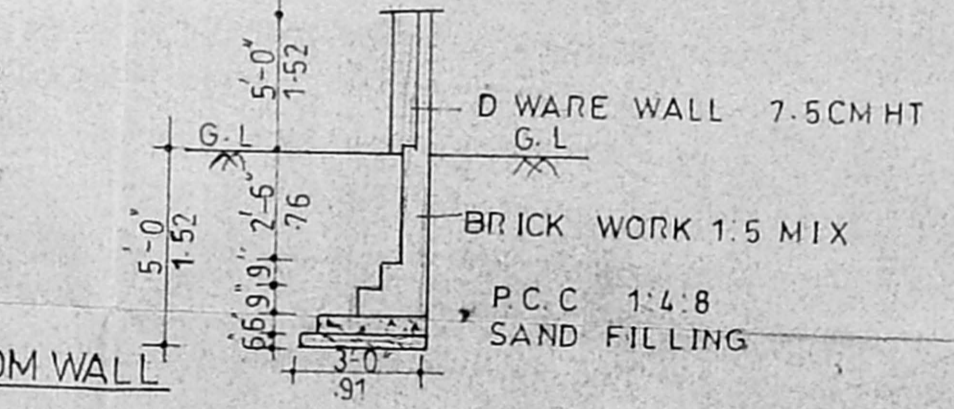 5'-0"
1.52
D WARE WALL 7.5CM HT
G.L
G.L
2'-6"
.76
5'-0"
1.52
BRICK WORK 1:5 MIX
9"
9"
6"
6"
P.C.C 1:4:8
SAND FILLING
3'-0"
.91
OM WALL